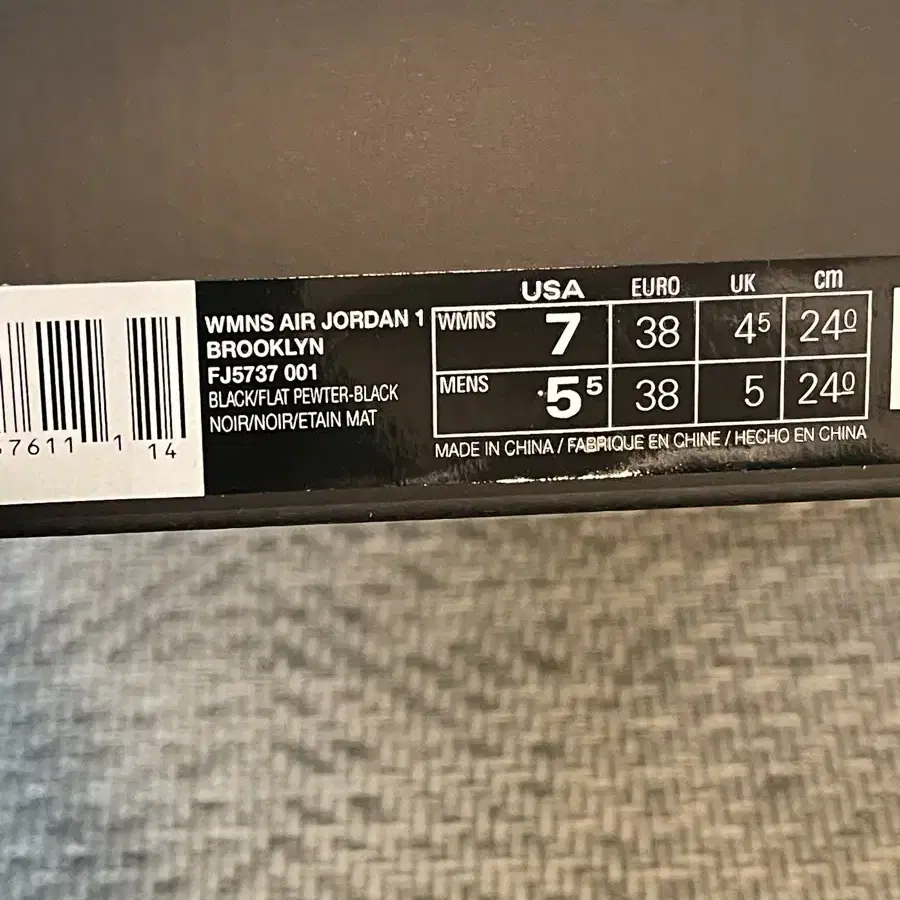 WMNS AIR JORDAN 1
BROOKLYN
FJ5737 001
BLACK/FLAT PEWTER-BLACK
NOIR/NOIR/ETAIN MAT
USA EURO UK cm
WMNS 7 38 4⁵ 24⁰
MENS 5⁵ 38 5 24⁰
MADE IN CHINA / FABRIQUE EN CHINE / HECHO EN CHINA
7611 1 14